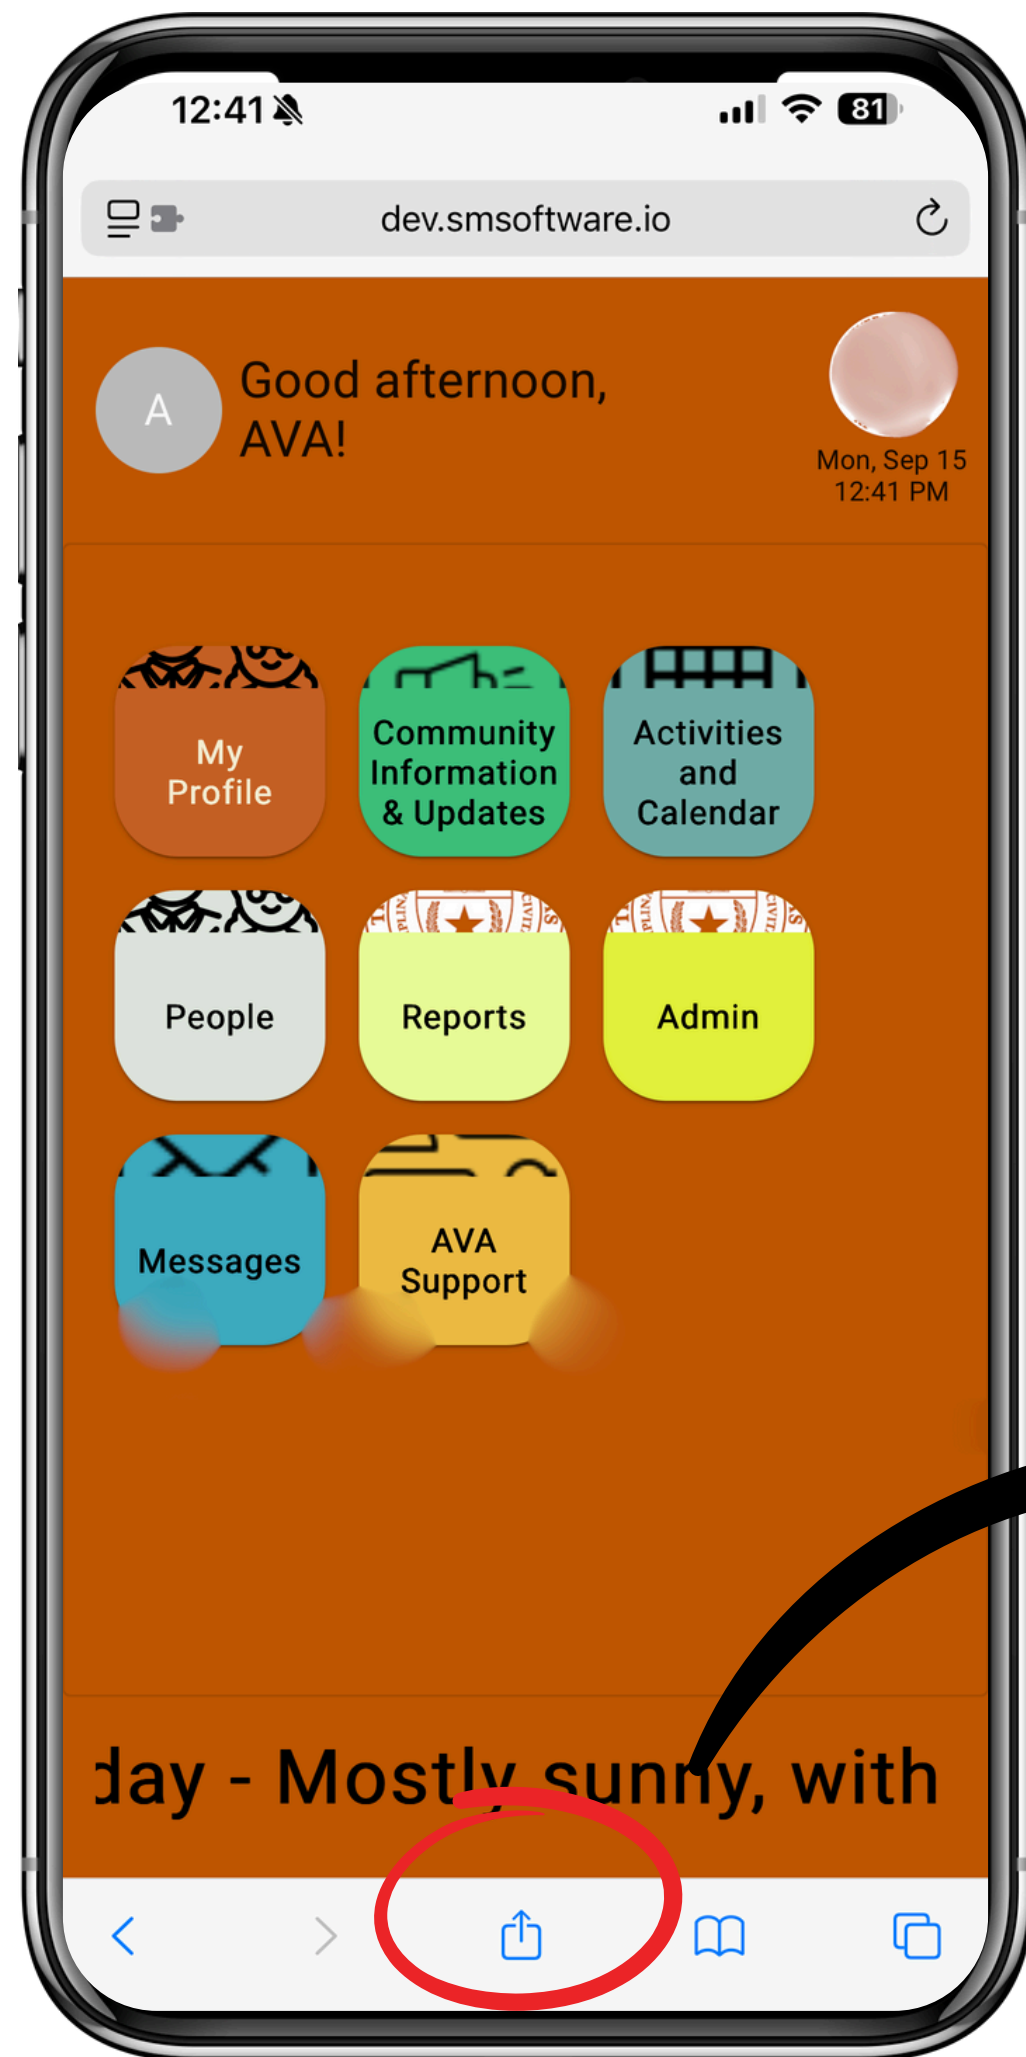 12:41
81
dev.smsoftware.io
A
Good afternoon,
AVA!
Mon, Sep 15
12:41 PM
My
Profile
Community
Information
& Updates
Activities
and
Calendar
People
Reports
Admin
Messages
AVA
Support
day - Mostly sunny, with